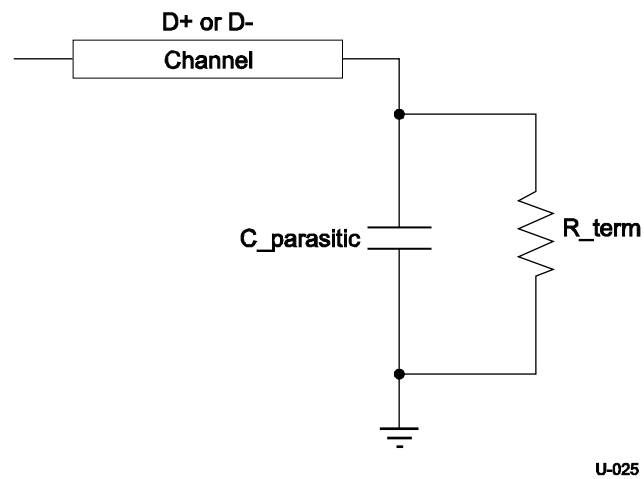 D+ or D-
Channel
C_parasitic
R_term
U-025